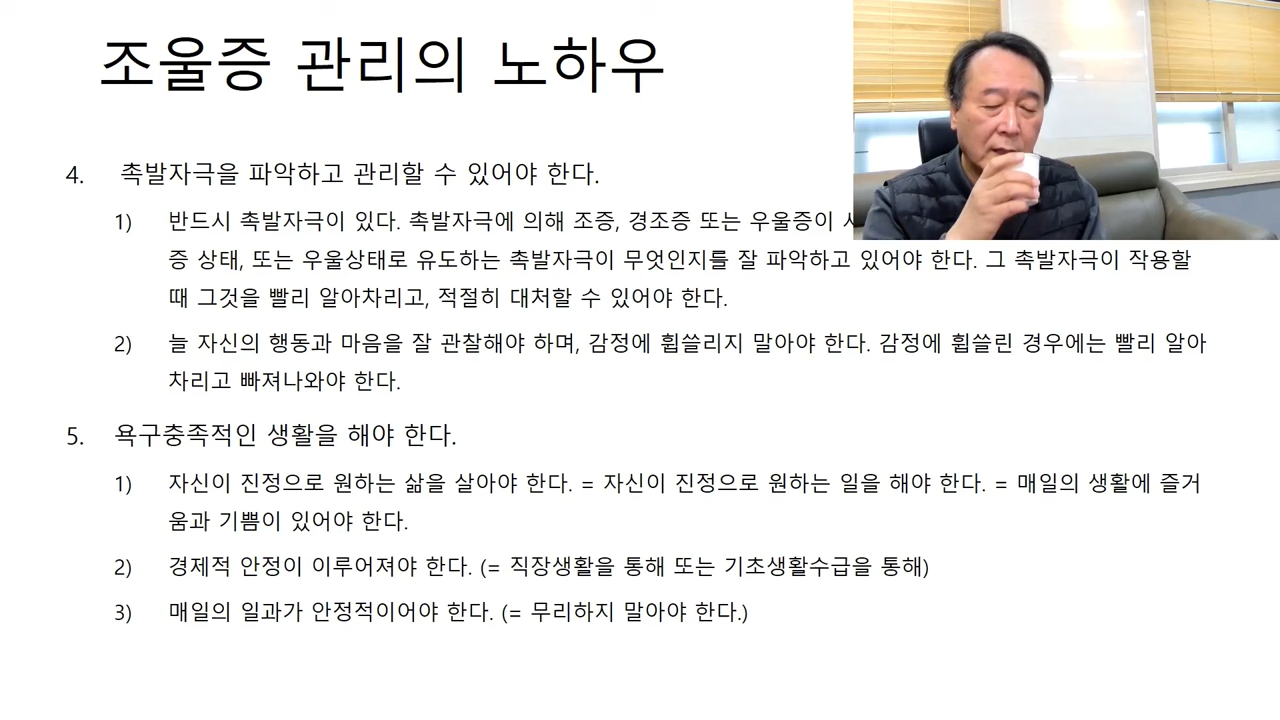 조울증 관리의 노하우
4. 촉발자극을 파악하고 관리할 수 있어야 한다.
1) 반드시 촉발자극이 있다. 촉발자극에 의해 조증, 경조증 또는 우울증이
증 상태, 또는 우울상태로 유도하는 촉발자극이 무엇인지를 잘 파악하고 있어야 한다. 그 촉발자극이 작용할
때 그것을 빨리 알아차리고, 적절히 대처할 수 있어야 한다.
2) 늘 자신의 행동과 마음을 잘 관찰해야 하며, 감정에 휩쓸리지 말아야 한다. 감정에 휩쓸린 경우에는 빨리 알아
차리고 빠져나와야 한다.
5. 욕구충족적인 생활을 해야 한다.
1) 자신이 진정으로 원하는 삶을 살아야 한다. = 자신이 진정으로 원하는 일을 해야 한다. = 매일의 생활에 즐거
움과 기쁨이 있어야 한다.
2) 경제적 안정이 이루어져야 한다. (= 직장생활을 통해 또는 기초생활수급을 통해)
3) 매일의 일과가 안정적이어야 한다. (= 무리하지 말아야 한다.)